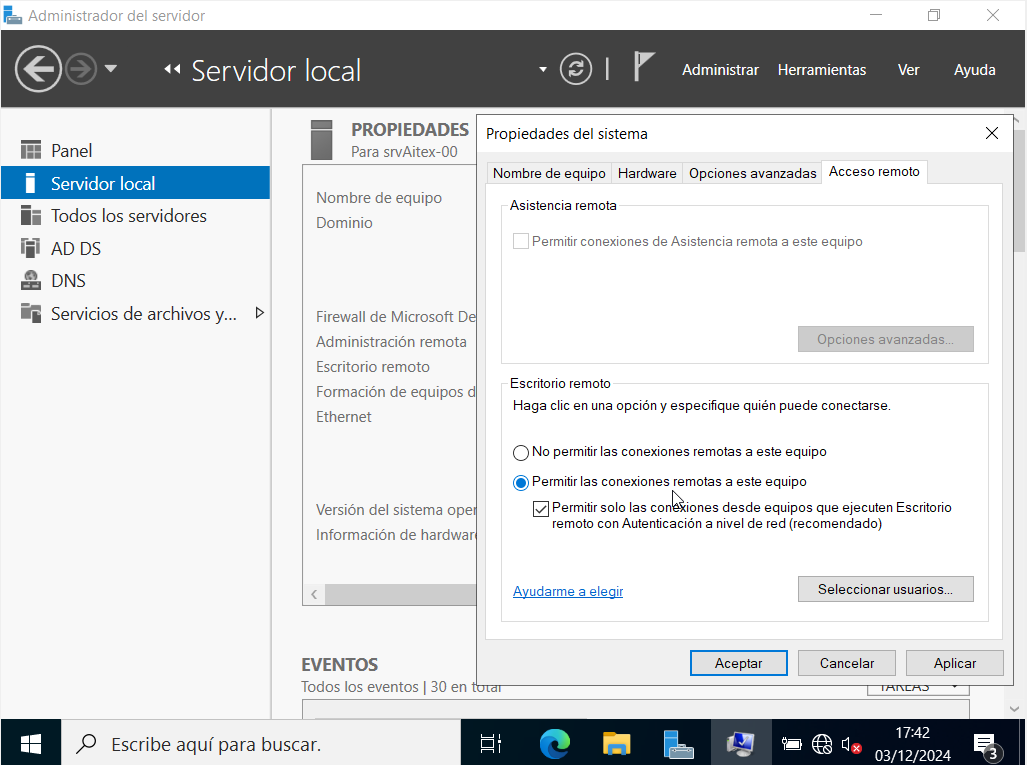 Administrador del servidor
Servidor local
Administrar Herramientas Ver Ayuda
Panel
Servidor local
Todos los servidores
AD DS
DNS
Servicios de archivos y...
PROPIEDADES
Para srvAitex-00
Nombre de equipo
Dominio
Firewall de Microsoft De
Administración remota
Escritorio remoto
Formación de equipos d
Ethernet
Versión del sistema oper
Información de hardware
EVENTOS
Todos los eventos | 30 en total
TAREAS
Propiedades del sistema
Nombre de equipo Hardware Opciones avanzadas Acceso remoto
Asistencia remota
Permitir conexiones de Asistencia remota a este equipo
Opciones avanzadas...
Escritorio remoto
Haga clic en una opción y especifique quién puede conectarse.
No permitir las conexiones remotas a este equipo
Permitir las conexiones remotas a este equipo
Permitir solo las conexiones desde equipos que ejecuten Escritorio
remoto con Autenticación a nivel de red (recomendado)
Ayudarme a elegir
Seleccionar usuarios...
Aceptar Cancelar Aplicar
Escribe aquí para buscar.
17:42
03/12/2024
3